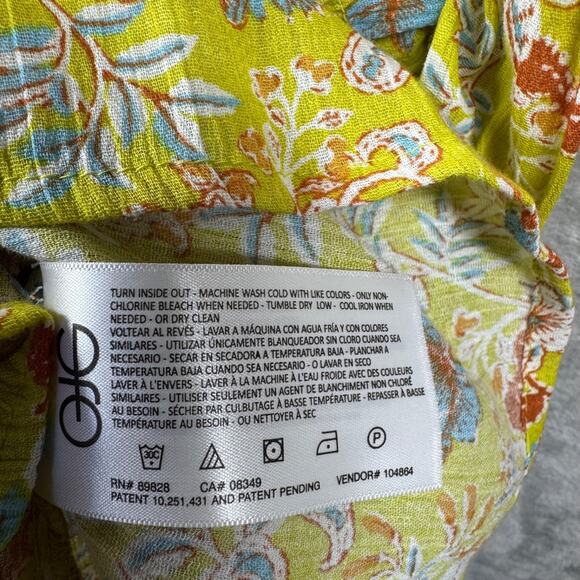 TURN INSIDE OUT - MACHINE WASH COLD WITH LIKE COLORS - ONLY NON-
CHLORINE BLEACH WHEN NEEDED - TUMBLE DRY LOW - COOL IRON WHEN
NEEDED - OR DRY CLEAN
VOLTEAR AL REVÉS - LAVAR A MÁQUINA CON AGUA FRÍA Y CON COLORES
SIMILARES - UTILIZAR ÚNICAMENTE BLANQUEADOR SIN CLORO CUANDO SEA
NECESARIO - SECAR EN SECADORA A TEMPERATURA BAJA - PLANCHAR A
TEMPERATURA BAJA CUANDO SEA NECESARIO - O LAVAR EN SECO
LAVER À L'ENVERS - LAVER À LA MACHINE À L'EAU FROIDE AVEC DES COULEURS
SIMILAIRES - UTILISER SEULEMENT UN AGENT DE BLANCHIMENT NON CHLORÉ
AU BESOIN - SÉCHER PAR CULBUTAGE À BASSE TEMPÉRATURE - REPASSER À BASSE
TEMPÉRATURE AU BESOIN - OU NETTOYER À SEC
30C
P
RN# 89828 CA# 08349 VENDOR# 104864
PATENT 10,251,431 AND PATENT PENDING